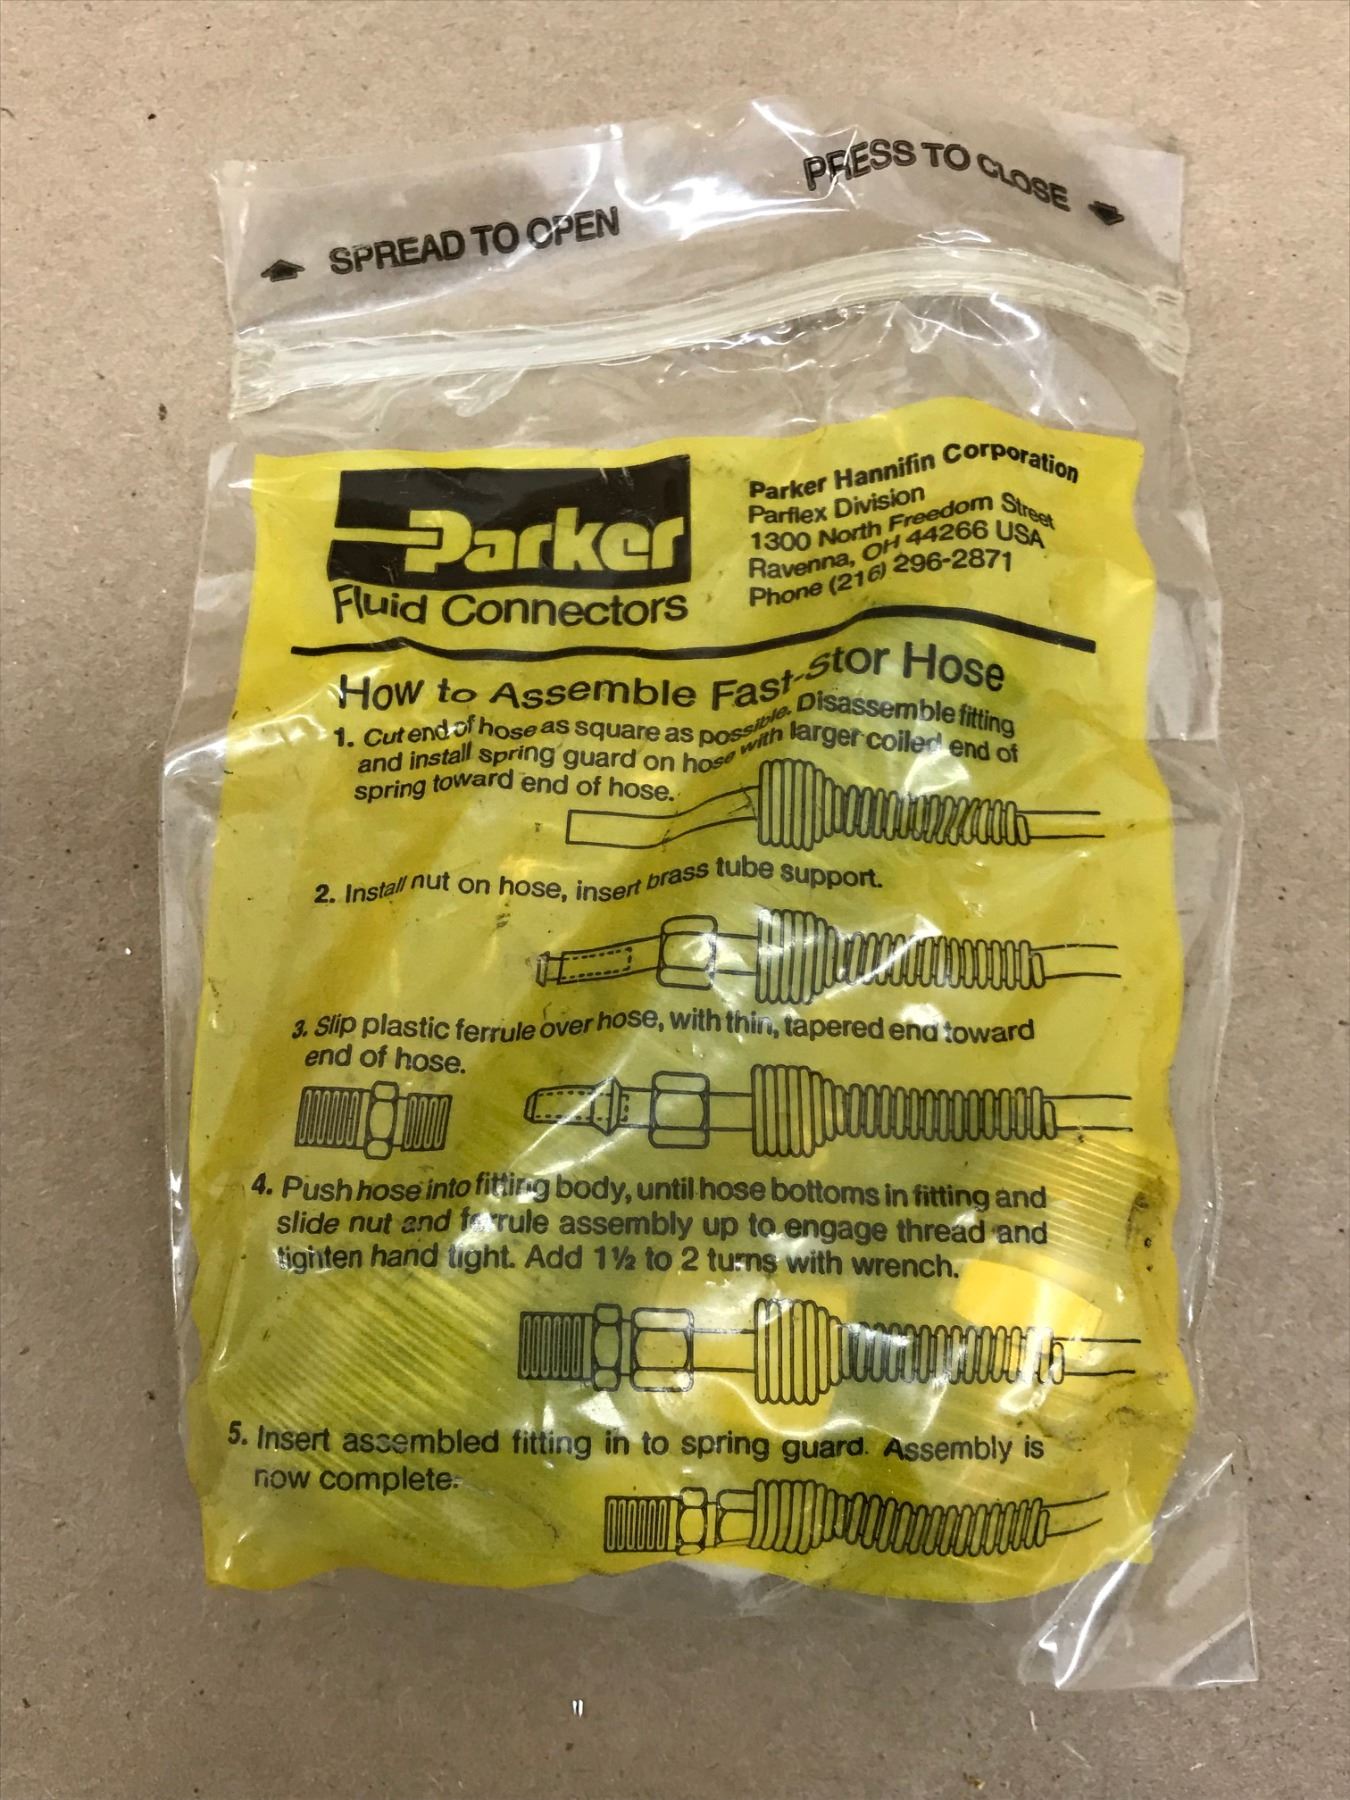 SPREAD TO OPEN
PRESS TO CLOSE
Parker
Fluid Connectors
Parker Hannifin Corporation
Parflex Division
1300 North Freedom Street
Ravenna, OH 44266 USA
Phone (216) 296-2871
How to Assemble Fast-Stor Hose
1. Cut end of hose as square as possible. Disassemble fitting
and install spring guard on hose with larger coiled end of
spring toward end of hose.
2. Install nut on hose, insert brass tube support.
3. Slip plastic ferrule over hose, with thin, tapered end toward
end of hose.
4. Push hose into fitting body, until hose bottoms in fitting and
slide nut and ferrule assembly up to engage thread and
tighten hand tight. Add 1½ to 2 turns with wrench.
5. Insert assembled fitting in to spring guard. Assembly is
now complete.